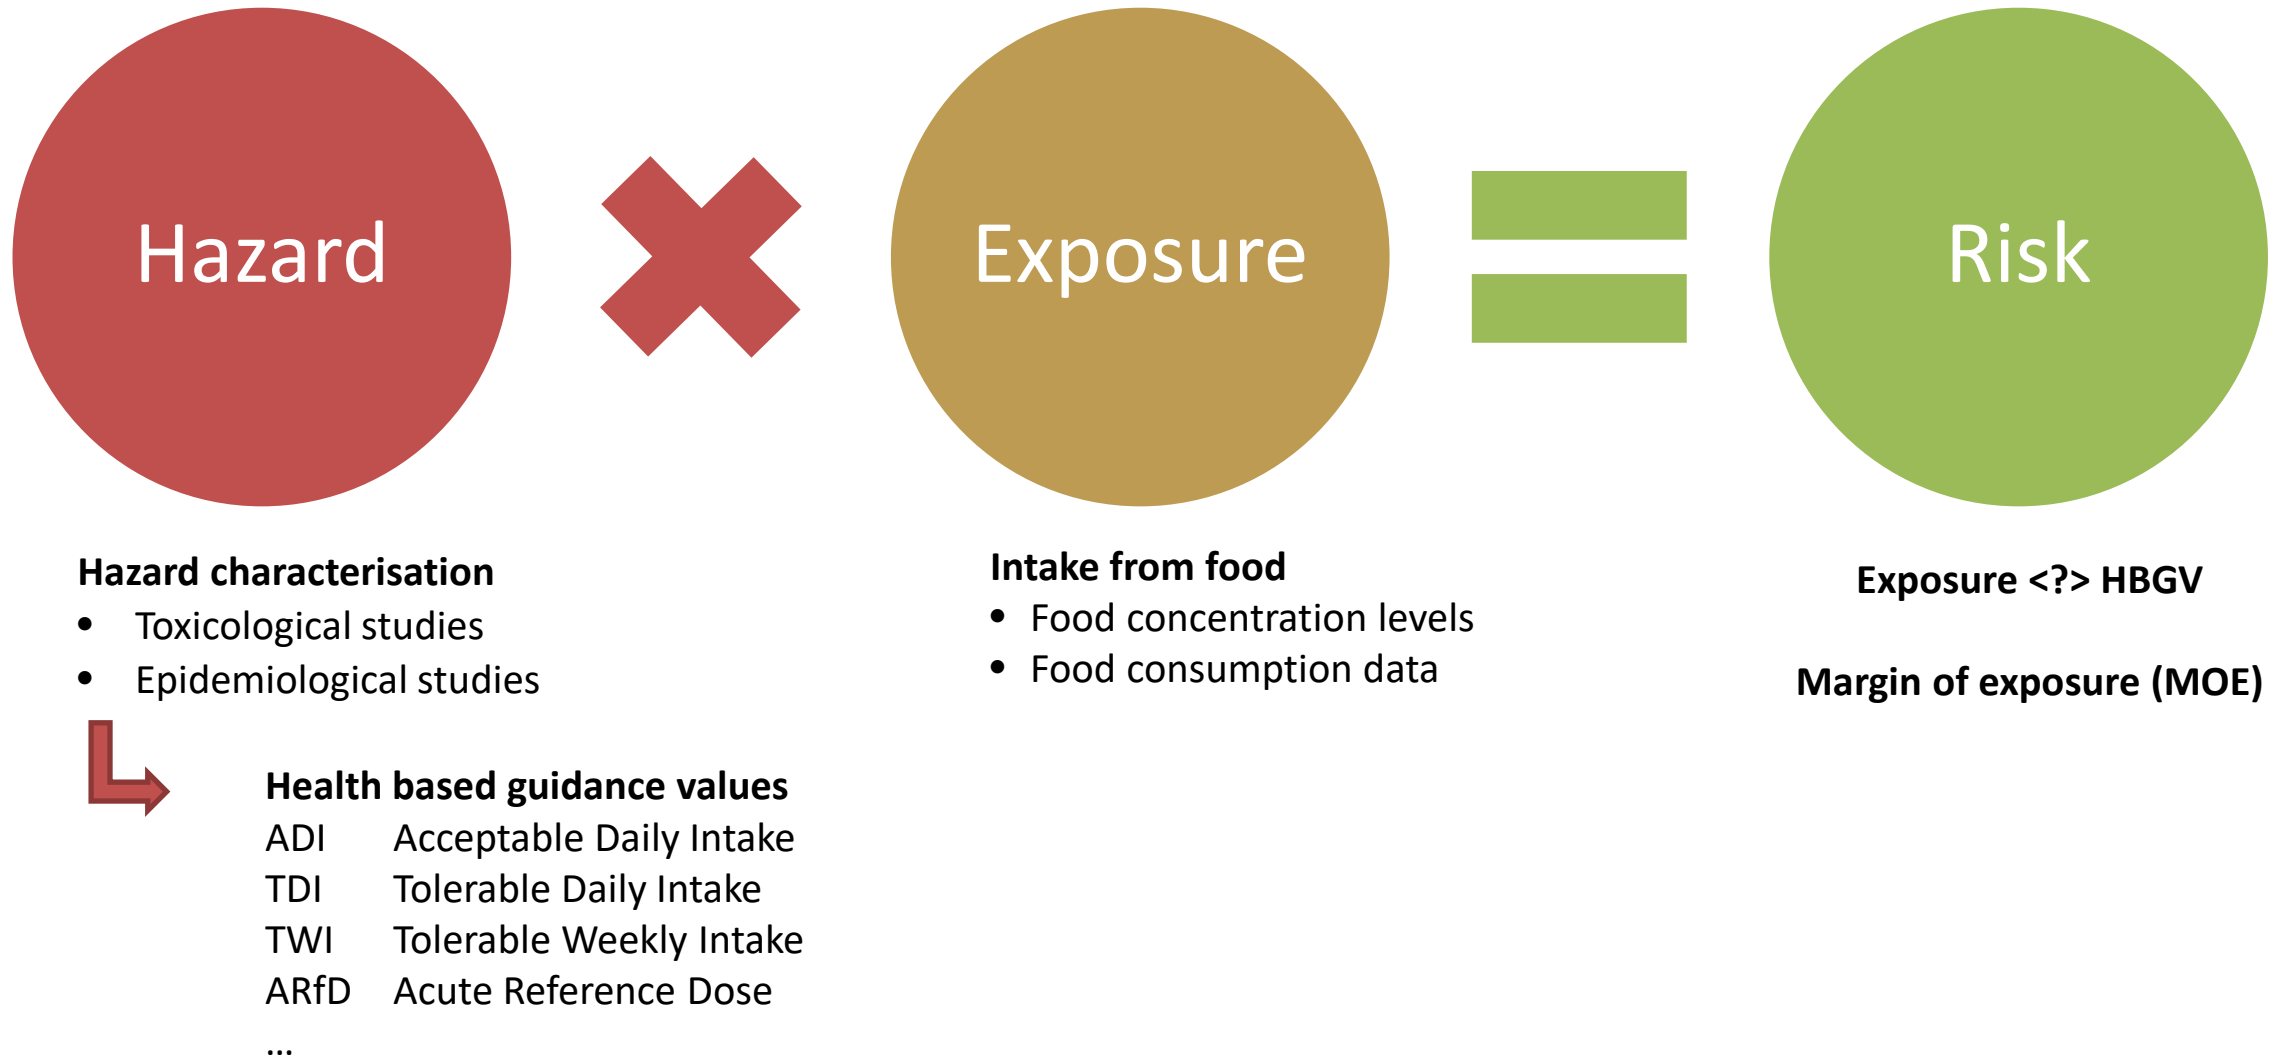 Hazard
Exposure
Risk
Hazard characterisation
• Toxicological studies
• Epidemiological studies
Health based guidance values
ADI Acceptable Daily Intake
TDI Tolerable Daily Intake
TWI Tolerable Weekly Intake
ARfD Acute Reference Dose
...
Intake from food
• Food concentration levels
• Food consumption data
Exposure <?> HBGV
Margin of exposure (MOE)